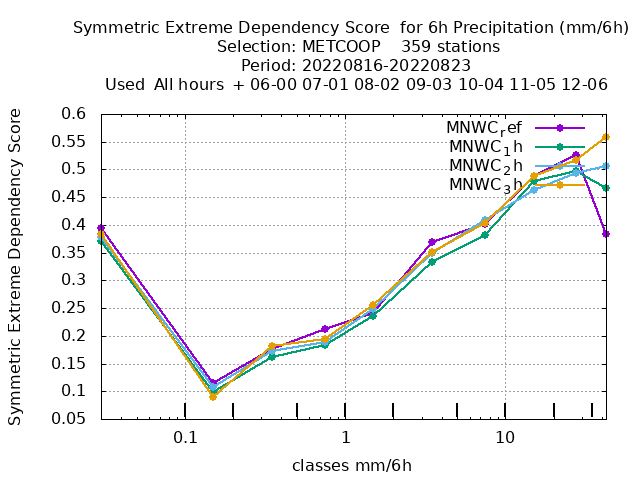 Symmetric Extreme Dependency Score  for 6h Precipitation (mm/6h)
Selection: METCOOP    359 stations
Period: 20220816-20220823
Used  All hours  + 06-00 07-01 08-02 09-03 10-04 11-05 12-06
Symmetric Extreme Dependency Score
0.6
0.55
0.5
0.45
0.4
0.35
0.3
0.25
0.2
0.15
0.1
0.05
MNWC_ref
MNWC_1h
MNWC_2h
MNWC_3h
0.1
1
10
classes mm/6h